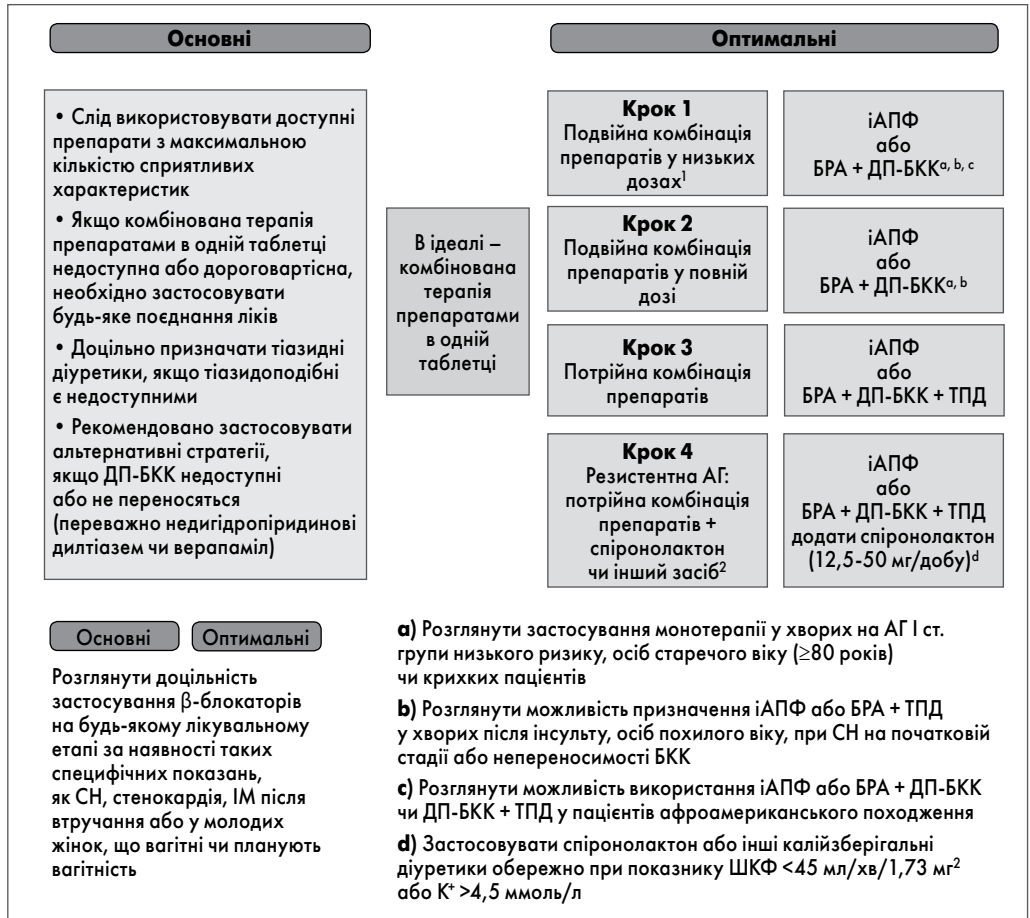 Основні
• Слід використовувати доступні
препарати з максимальною
кількістю сприятливих
характеристик
• Якщо комбінована терапія
препаратами в одній таблетці
недоступна або дороговартісна,
необхідно застосовувати
будь-яке поєднання ліків
• Доцільно призначати тіазидні
діуретики, якщо тіазидоподібні
є недоступними
• Рекомендовано застосовувати
альтернативні стратегії,
якщо ДП-БКК недоступні
або не переносяться
(переважно недигідропіридинові
дилтіазем чи верапаміл)
В ідеалі –
комбінована
терапія
препаратами
в одній
таблетці
Оптимальні
Крок 1
Подвійна комбінація
препаратів у низьких
дозах¹
іАПФ
або
БРА + ДП-БККᵃ, ᵇ, ᶜ
Крок 2
Подвійна комбінація
препаратів у повній
дозі
іАПФ
або
БРА + ДП-БККᵃ, ᵇ
Крок 3
Потрійна комбінація
препаратів
іАПФ
або
БРА + ДП-БКК + ТПД
Крок 4
Резистентна АГ:
потрійна комбінація
препаратів +
спіронолактон
чи інший засіб²
іАПФ
або
БРА + ДП-БКК + ТПД
додати спіронолактон
(12,5-50 мг/добу)ᵈ
Основні Оптимальні
Розглянути доцільність
застосування β-блокаторів
на будь-якому лікувальному
етапі за наявності таких
специфічних показань,
як СН, стенокардія, ІМ після
втручання або у молодих
жінок, що вагітні чи планують
вагітність
a) Розглянути застосування монотерапії у хворих на АГ І ст.
групи низького ризику, осіб старечого віку (≥80 років)
чи крихких пацієнтів
b) Розглянути можливість призначення іАПФ або БРА + ТПД
у хворих після інсульту, осіб похилого віку, при СН на початковій
стадії або непереносимості БКК
c) Розглянути можливість використання іАПФ або БРА + ДП-БКК
чи ДП-БКК + ТПД у пацієнтів афроамериканського походження
d) Застосовувати спіронолактон або інші калійзберігальні
діуретики обережно при показнику ШКФ <45 мл/хв/1,73 мг²
або К⁺ >4,5 ммоль/л